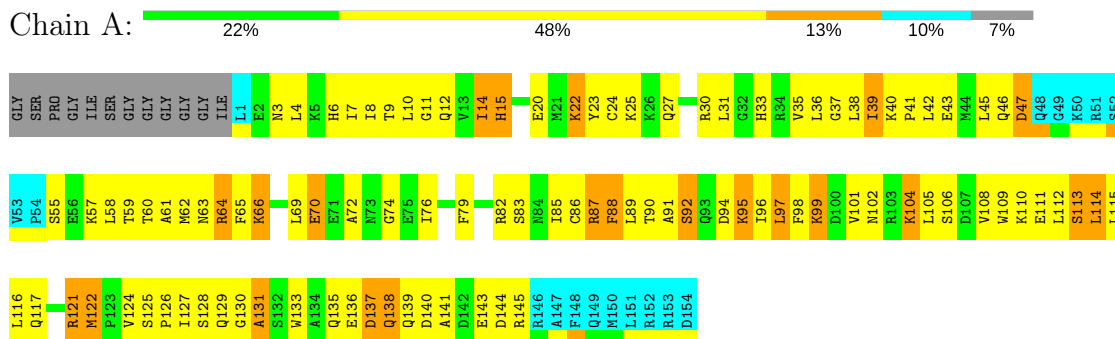 Chain A:
22% 48% 13% 10% 7%
GLY SER PRO GLY ILE SER GLY GLY GLY GLY GLY ILE L1 E2 N3 L4 K5 H6 I7 I8 T9 L10 G11 Q12 V13 I14 H15 E20 M21 K22 Y23 C24 K25 K26 Q27 R30 L31 G32 H33 R34 V35 L36 G37 L38 I39 K40 P41 L42 E43 M44 L45 Q46 D47 Q48 G49 K50 R51 S52
V53 P54 S55 E56 K57 L58 T59 T60 A61 M62 N63 R64 F65 K66 L69 E70 E71 A72 N73 G74 E75 I76 F79 R82 S83 N84 I85 C86 R87 F88 L89 T90 A91 S92 Q93 D94 K95 I96 L97 F98 K99 D100 V101 N102 R103 K104 L105 S106 D107 V108 W109 K110 E111 L112 S113 L114 L115
L116 Q117 R121 M122 P123 V124 S125 P126 I127 S128 Q129 G130 A131 S132 W133 A134 Q135 E136 D137 Q138 Q139 D140 A141 D142 E143 D144 R145 R146 A147 F148 Q149 M150 L151 R152 R153 D154